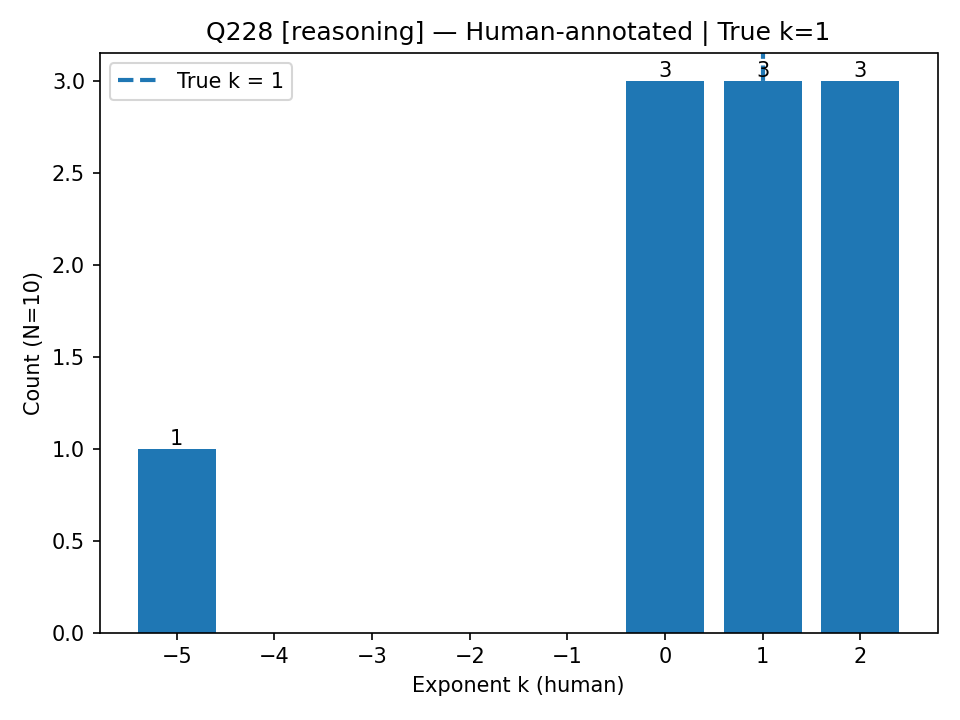 Q228 [reasoning] — Human-annotated | True k=1
True k = 1
3 3 3
1
3.0
2.5
2.0
1.5
1.0
0.5
0.0
Count (N=10)
−5 −4 −3 −2 −1 0 1 2
Exponent k (human)